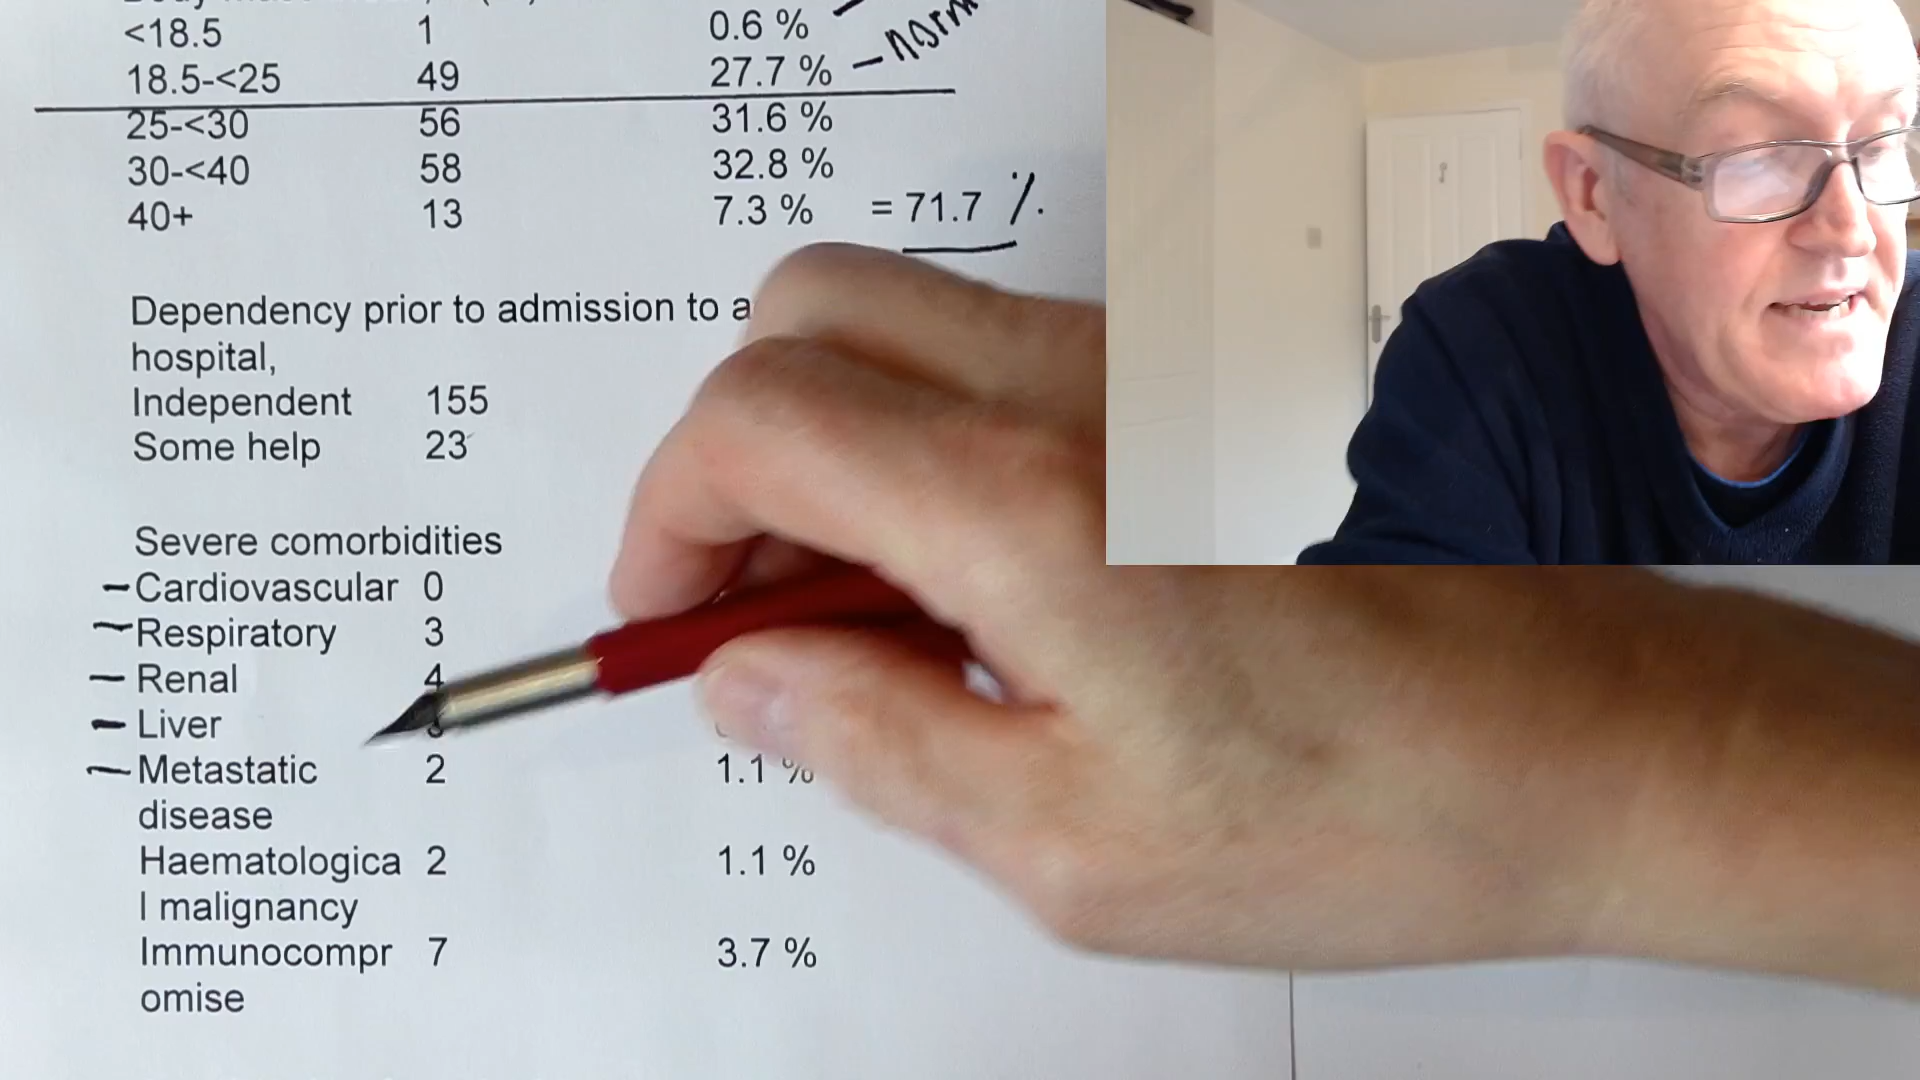 <18.5 1 0.6 %
18.5-<25 49 27.7 % –
25-<30 56 31.6 %
30-<40 58 32.8 %
40+ 13 7.3 % = 71.7 %.
Dependency prior to admission to
hospital,
Independent 155
Some help 23
Severe comorbidities
– Cardiovascular 0
– Respiratory 3
– Renal 4
– Liver
– Metastatic 2 1.1 %
disease
Haematologica 2 1.1 %
l malignancy
Immunocompr 7 3.7 %
omise